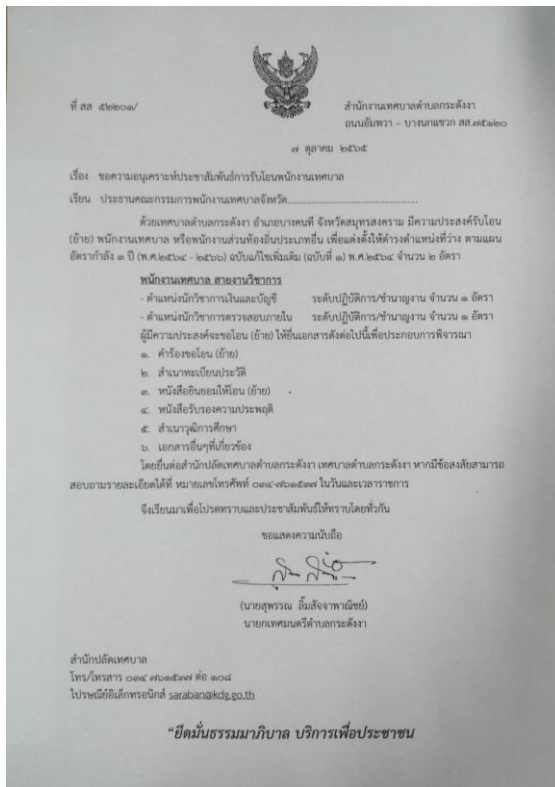 ที่ สส ๕๒๒๐๑/
สำนักงานเทศบาลตำบลกระดังงา
ถนนอัมพวา – บางนกแขวก สส.๗๕๑๒๐
๗ ตุลาคม ๒๕๖๕
เรื่อง ขอความอนุเคราะห์ประชาสัมพันธ์การรับโอนพนักงานเทศบาล
เรียน ประธานคณะกรรมการพนักงานเทศบาลจังหวัด..................................................
ด้วยเทศบาลตำบลกระดังงา อำเภอบางคนที จังหวัดสมุทรสงคราม มีความประสงค์รับโอน
(ย้าย) พนักงานเทศบาล หรือพนักงานส่วนท้องถิ่นประเภทอื่น เพื่อแต่งตั้งให้ดำรงตำแหน่งที่ว่าง ตามแผน
อัตรากำลัง ๓ ปี (พ.ศ.๒๕๖๔ - ๒๕๖๖) ฉบับแก้ไขเพิ่มเติม (ฉบับที่ ๑) พ.ศ.๒๕๖๔ จำนวน ๒ อัตรา
พนักงานเทศบาล สายงานวิชาการ
- ตำแหน่งนักวิชาการเงินและบัญชี ระดับปฏิบัติการ/ชำนาญงาน จำนวน ๑ อัตรา
- ตำแหน่งนักวิชาการตรวจสอบภายใน ระดับปฏิบัติการ/ชำนาญงาน จำนวน ๑ อัตรา
ผู้มีความประสงค์จะขอโอน (ย้าย) ให้ยื่นเอกสารดังต่อไปนี้เพื่อประกอบการพิจารณา
๑. คำร้องขอโอน (ย้าย)
๒. สำเนาทะเบียนประวัติ
๓. หนังสือยินยอมให้โอน (ย้าย)
๔. หนังสือรับรองความประพฤติ
๕. สำเนาวุฒิการศึกษา
๖. เอกสารอื่นๆที่เกี่ยวข้อง
โดยยื่นต่อสำนักปลัดเทศบาลตำบลกระดังงา เทศบาลตำบลกระดังงา หากมีข้อสงสัยสามารถ
สอบถามรายละเอียดได้ที่ หมายเลขโทรศัพท์ ๐๓๔-๗๖๑๕๓๗ ในวันและเวลาราชการ
จึงเรียนมาเพื่อโปรดทราบและประชาสัมพันธ์ให้ทราบโดยทั่วกัน
ขอแสดงความนับถือ
(นายสุพรรณ ลิ้มสัจจาพาณิชย์)
นายกเทศมนตรีตำบลกระดังงา
สำนักปลัดเทศบาล
โทร/โทรสาร ๐๓๔ ๗๖๑๕๓๗ ต่อ ๑๐๘
ไปรษณีย์อิเล็กทรอนิกส์ saraban@kdg.go.th
"ยึดมั่นธรรมมาภิบาล บริการเพื่อประชาชน